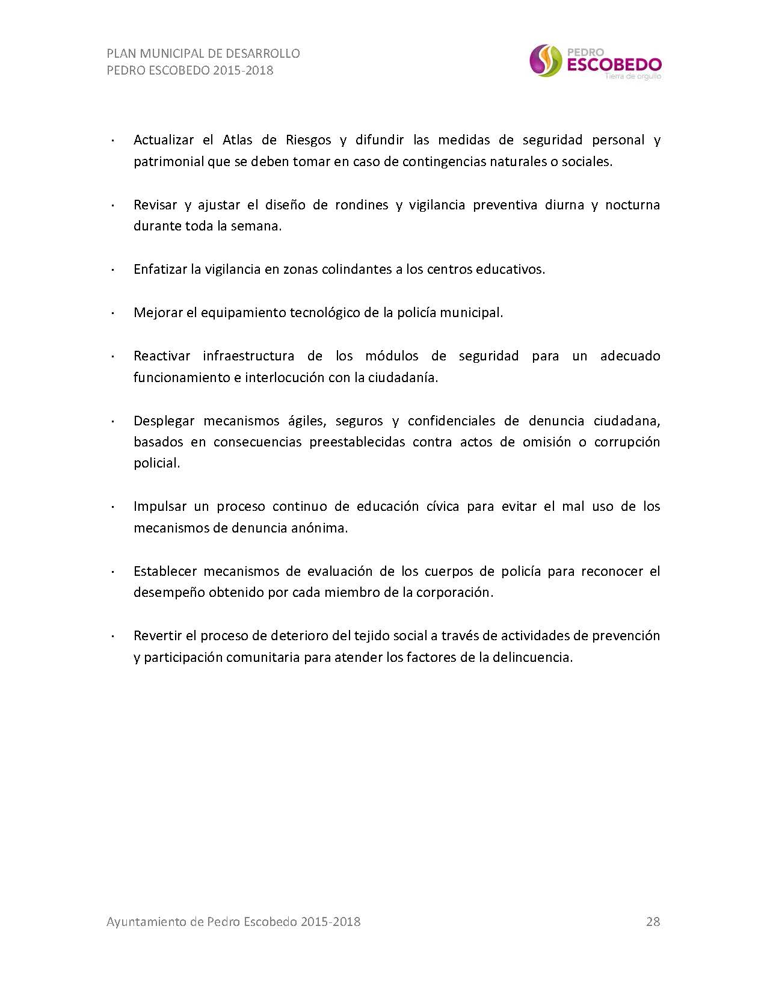 PLAN MUNICIPAL DE DESARROLLO
PEDRO ESCOBEDO 2015-2018
PEDRO
ESCOBEDO
Tierra de orgullo
· Actualizar el Atlas de Riesgos y difundir las medidas de seguridad personal y
patrimonial que se deben tomar en caso de contingencias naturales o sociales.
· Revisar y ajustar el diseño de rondines y vigilancia preventiva diurna y nocturna
durante toda la semana.
· Enfatizar la vigilancia en zonas colindantes a los centros educativos.
· Mejorar el equipamiento tecnológico de la policía municipal.
· Reactivar infraestructura de los módulos de seguridad para un adecuado
funcionamiento e interlocución con la ciudadanía.
· Desplegar mecanismos ágiles, seguros y confidenciales de denuncia ciudadana,
basados en consecuencias preestablecidas contra actos de omisión o corrupción
policial.
· Impulsar un proceso continuo de educación cívica para evitar el mal uso de los
mecanismos de denuncia anónima.
· Establecer mecanismos de evaluación de los cuerpos de policía para reconocer el
desempeño obtenido por cada miembro de la corporación.
· Revertir el proceso de deterioro del tejido social a través de actividades de prevención
y participación comunitaria para atender los factores de la delincuencia.
Ayuntamiento de Pedro Escobedo 2015-2018 28